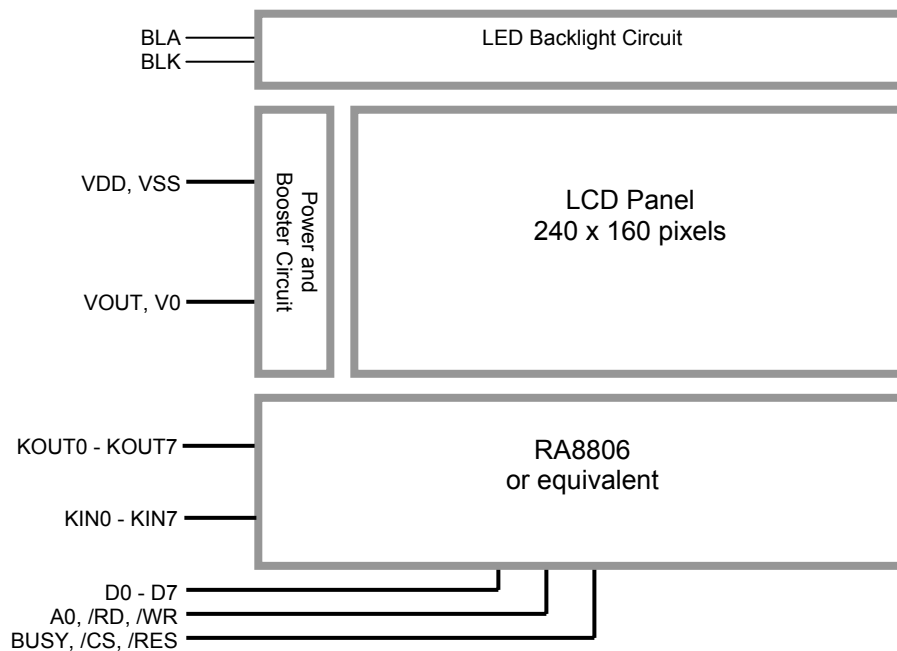 BLA
BLK
LED Backlight Circuit
VDD, VSS
VOUT, V0
Power and
Booster Circuit
LCD Panel
240 x 160 pixels
KOUT0 - KOUT7
KIN0 - KIN7
RA8806
or equivalent
D0 - D7
A0, /RD, /WR
BUSY, /CS, /RES